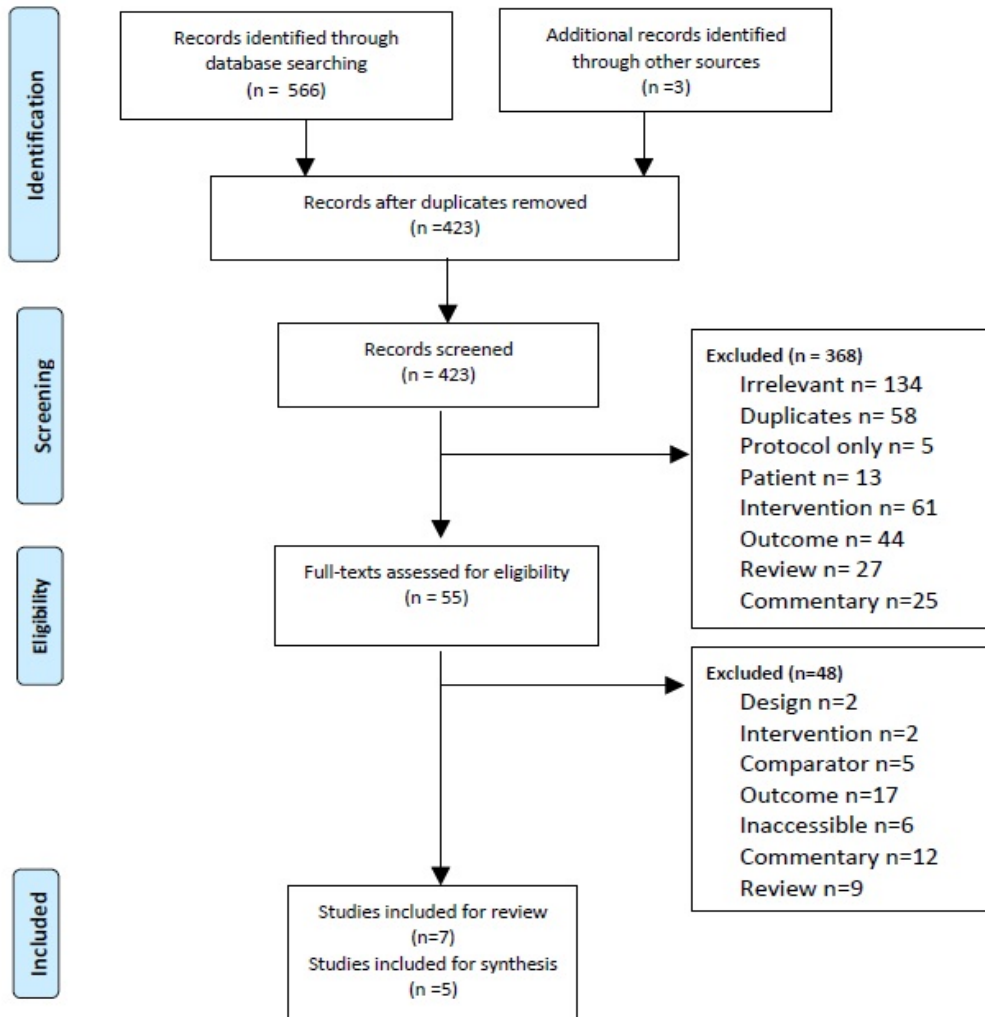 Identification
Records identified through
database searching
(n =  566)
Additional records identified
through other sources
(n =3)
Records after duplicates removed
(n =423)
Screening
Records screened
(n = 423)
Excluded (n = 368)
Irrelevant n= 134
Duplicates n= 58
Protocol only n= 5
Patient n= 13
Intervention n= 61
Outcome n= 44
Review n= 27
Commentary n=25
Eligibility
Full-texts assessed for eligibility
(n = 55)
Excluded (n=48)
Design n=2
Intervention n=2
Comparator n=5
Outcome n=17
Inaccessible n=6
Commentary n=12
Review n=9
Included
Studies included for review
(n=7)
Studies included for synthesis
(n =5)